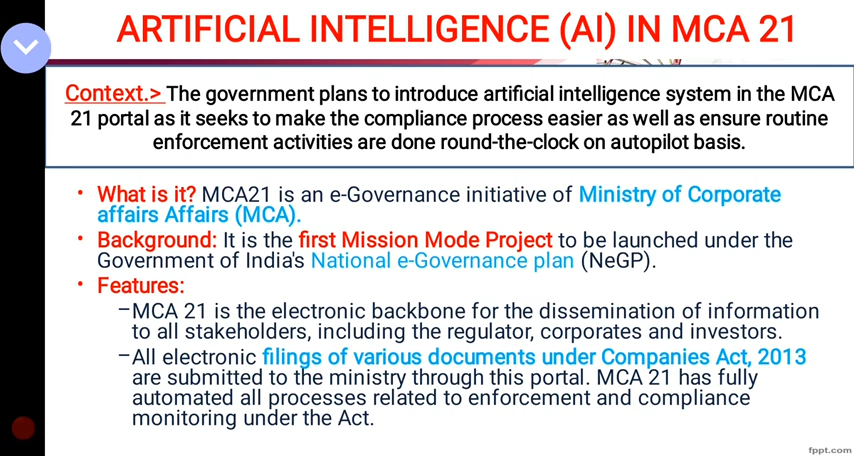 ARTIFICIAL INTELLIGENCE (AI) IN MCA 21
Context.> The government plans to introduce artificial intelligence system in the MCA
21 portal as it seeks to make the compliance process easier as well as ensure routine
enforcement activities are done round-the-clock on autopilot basis.
• What is it? MCA21 is an e-Governance initiative of Ministry of Corporate
affairs Affairs (MCA).
• Background: It is the first Mission Mode Project to be launched under the
Government of India's National e-Governance plan (NeGP).
• Features:
–MCA 21 is the electronic backbone for the dissemination of information
to all stakeholders, including the regulator, corporates and investors.
–All electronic filings of various documents under Companies Act, 2013
are submitted to the ministry through this portal. MCA 21 has fully
automated all processes related to enforcement and compliance
monitoring under the Act.
fppt.com